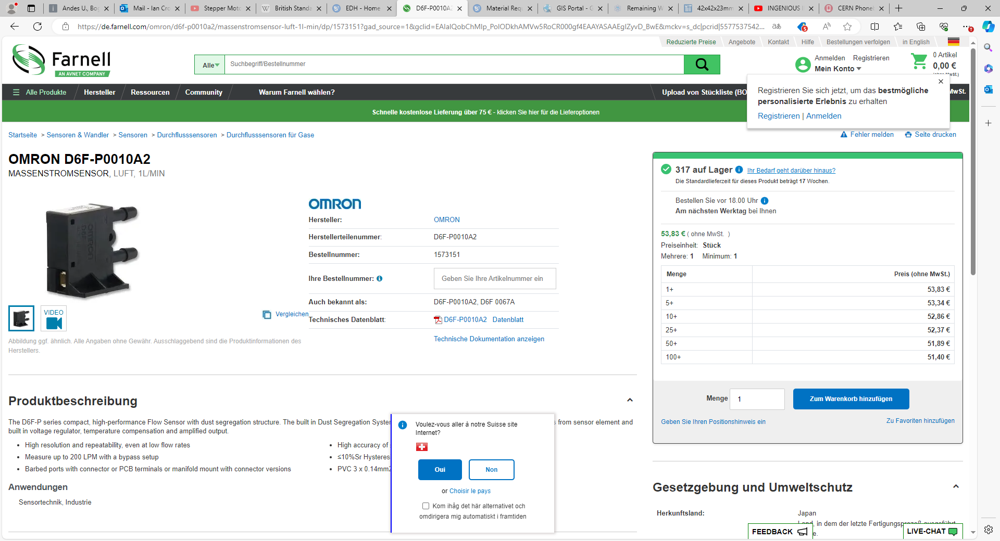 Andes U., Bog
Mail - Ian Cro
Stepper Moto
British Standa
EDH - Home
D6F-P0010A2
Material Requ
GIS Portal - G
Remaining W
42x42x23mm
INGENIOUS
CERN Phone
https://de.farnell.com/omron/d6f-p0010a2/massenstromsensor-luft-1l-min/dp/1573151?gad_source=1&gclid=EAIaIQobChMIp_PoIODkhAMVw5RoCR000gf4EAAYASAAEgIZyvD_BwE&mckv=s_dc|pcrid|5577537542...
Reduzierte Preise
Angebote
Kontakt
Hilfe
Bestellungen verfolgen
in English
Farnell
AN AVNET COMPANY
Alle
Suchbegriff/Bestellnummer
Anmelden Registrieren
Mein Konto
0 Artikel
0,00 €
Alle Produkte
Hersteller
Ressourcen
Community
Warum Farnell wählen?
Upload von Stückliste (BO
MwSt.
Registrieren Sie sich jetzt, um das bestmögliche
personalisierte Erlebnis zu erhalten
Registrieren | Anmelden
Schnelle kostenlose Lieferung über 75 € - klicken Sie hier für die Lieferoptionen
Startseite > Sensoren & Wandler > Sensoren > Durchflusssensoren > Durchflusssensoren für Gase
Fehler melden
Seite drucken
OMRON D6F-P0010A2
MASSENSTROMSENSOR, LUFT, 1L/MIN
OMRON
Hersteller: OMRON
Herstellerteilenummer: D6F-P0010A2
Bestellnummer: 1573151
Ihre Bestellnummer: Geben Sie Ihre Artikelnummer ein
Auch bekannt als: D6F-P0010A2, D6F 0067A
Technisches Datenblatt: D6F-P0010A2 Datenblatt
Technische Dokumentation anzeigen
VIDEO
Vergleichen
Abbildung ggf. ähnlich. Alle Angaben ohne Gewähr. Ausschlaggebend sind die Produktinformationen des
Herstellers.
317 auf Lager Ihr Bedarf geht darüber hinaus?
Die Standardlieferzeit für dieses Produkt beträgt 17 Wochen.
Bestellen Sie vor 18.00 Uhr
Am nächsten Werktag bei Ihnen
53,83 € ( ohne MwSt. )
Preiseinheit: Stück
Mehrere: 1 Minimum: 1
Menge Preis (ohne MwSt.)
1+ 53,83 €
5+ 53,34 €
10+ 52,86 €
25+ 52,37 €
50+ 51,89 €
100+ 51,40 €
Menge 1 Zum Warenkorb hinzufügen
Geben Sie Ihren Positionshinweis ein
Zu Favoriten hinzufügen
Produktbeschreibung
The D6F-P series compact, high-performance Flow Sensor with dust segregation structure. The built in Dust Segregation System from sensor element and
built in voltage regulator, temperature compensation and amplified output.
• High resolution and repeatability, even at low flow rates
• Measure up to 200 LPM with a bypass setup
• Barbed ports with connector or PCB terminals or manifold mount with connector versions
• High accuracy of
• ≤10%Sr Hysteres
• PVC 3 x 0.14mm2
Anwendungen
Sensortechnik, Industrie
Voulez-vous aller à notre Suisse site
Internet?
Oui
Non
or Choisir le pays
Kom ihåg det här alternativet och
omdirigera mig automatiskt i framtiden
Gesetzgebung und Umweltschutz
Herkunftsland: Japan
Land, in dem der letzte Fertigungsprozeß ausgeführt
FEEDBACK
LIVE-CHAT